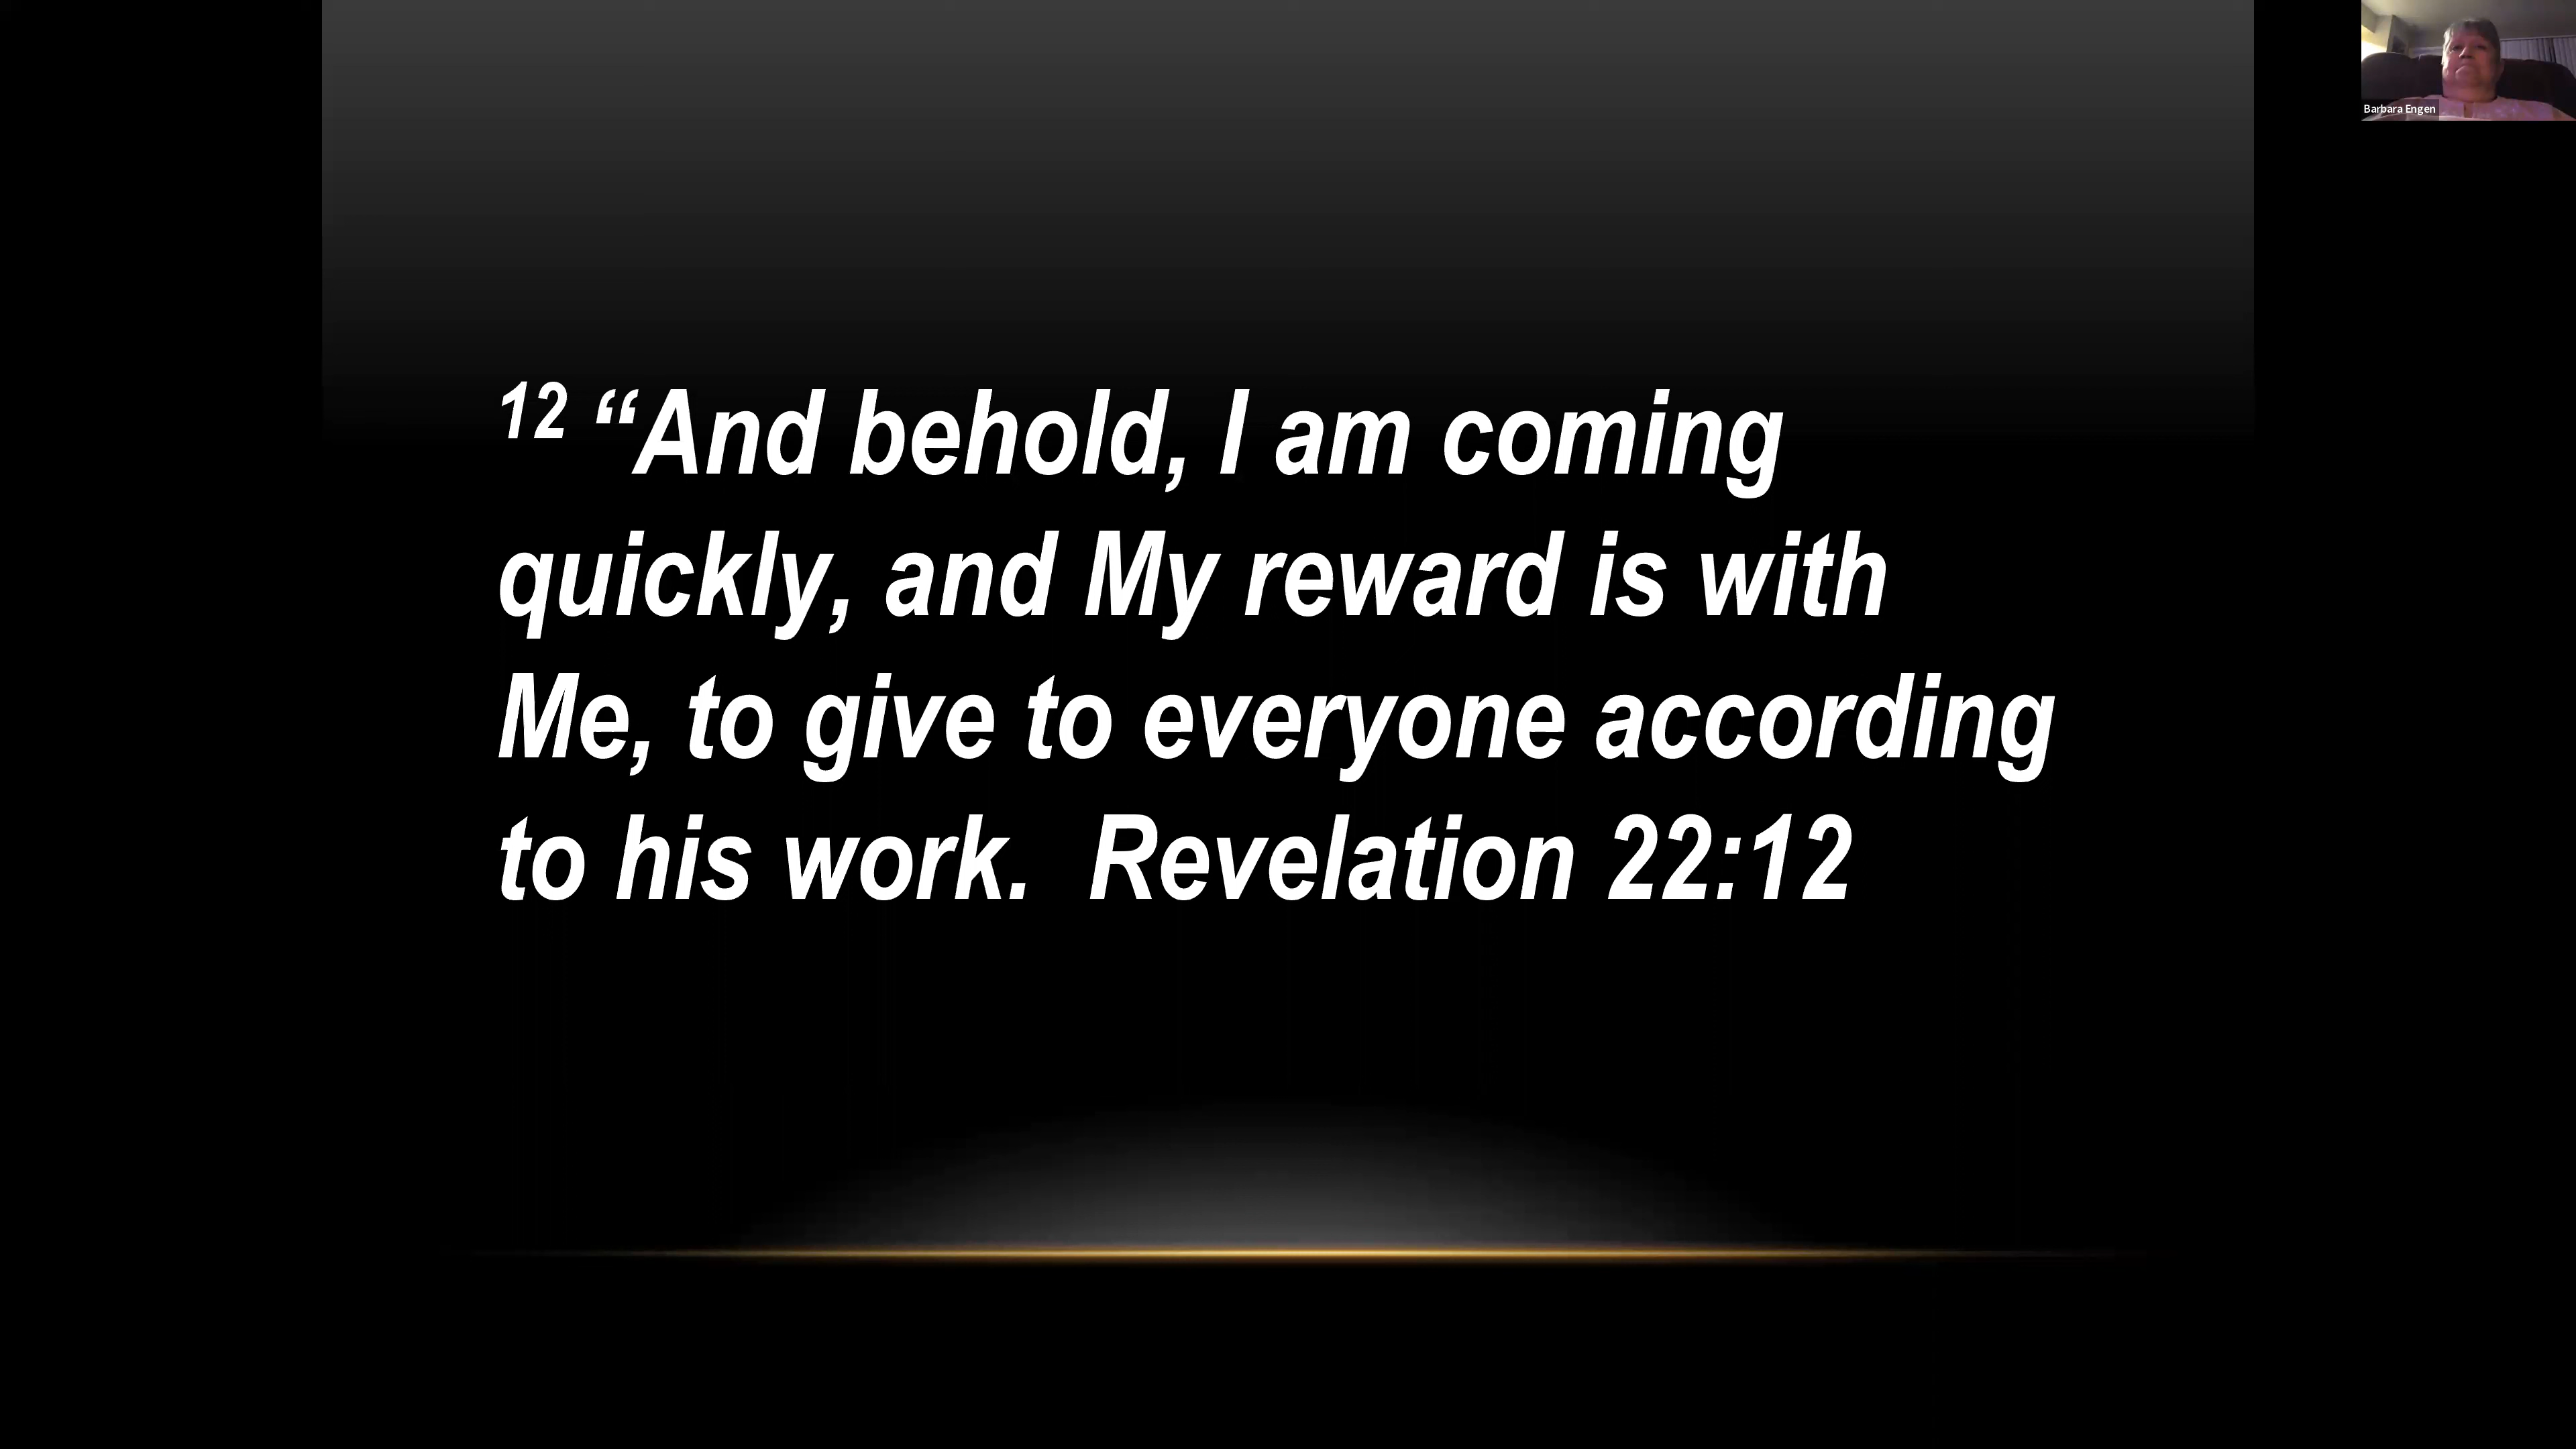 12 “And behold, I am coming
quickly, and My reward is with
Me, to give to everyone according
to his work.  Revelation 22:12
Barbara Engen